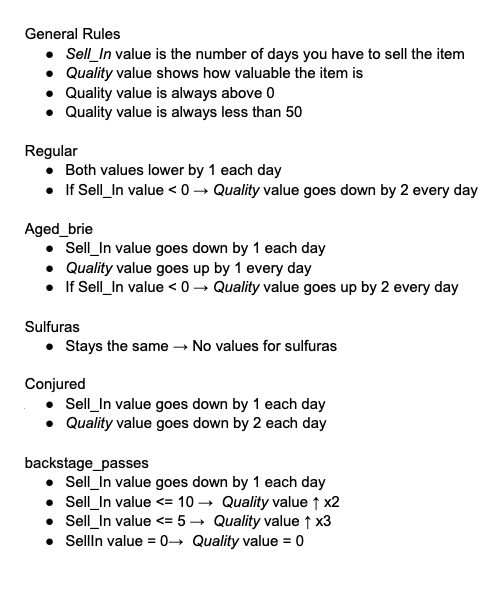 General Rules
● Sell_In value is the number of days you have to sell the item
● Quality value shows how valuable the item is
● Quality value is always above 0
● Quality value is always less than 50
Regular
● Both values lower by 1 each day
● If Sell_In value < 0 → Quality value goes down by 2 every day
Aged_brie
● Sell_In value goes down by 1 each day
● Quality value goes up by 1 every day
● If Sell_In value < 0 → Quality value goes up by 2 every day
Sulfuras
● Stays the same → No values for sulfuras
Conjured
● Sell_In value goes down by 1 each day
● Quality value goes down by 2 each day
backstage_passes
● Sell_In value goes down by 1 each day
● Sell_In value <= 10 → Quality value ↑ x2
● Sell_In value <= 5 → Quality value ↑ x3
● SellIn value = 0→ Quality value = 0